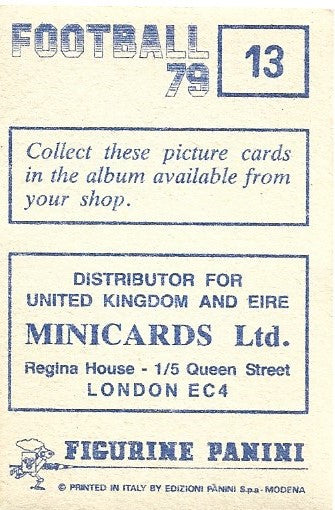 FOOTBALL
79
13
Collect these picture cards
in the album available from
your shop.
DISTRIBUTOR FOR
UNITED KINGDOM AND EIRE
MINICARDS Ltd.
Regina House - 1/5 Queen Street
LONDON EC4
FIGURINE PANINI
© PRINTED IN ITALY BY EDIZIONI PANINI S.p.a - MODENA